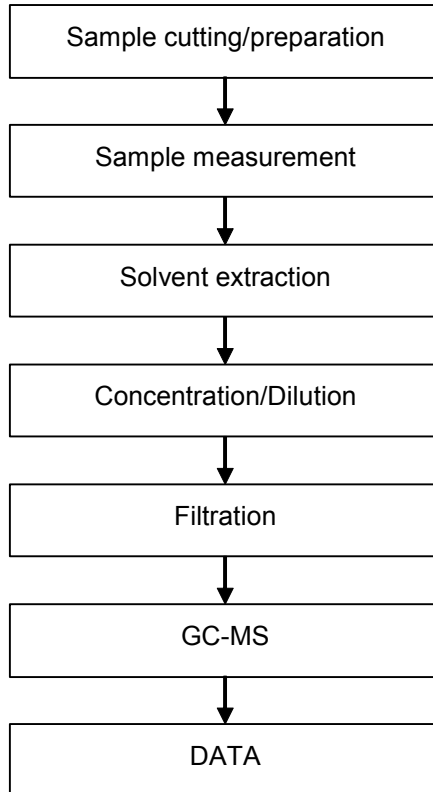 Sample cutting/preparation
Sample measurement
Solvent extraction
Concentration/Dilution
Filtration
GC-MS
DATA